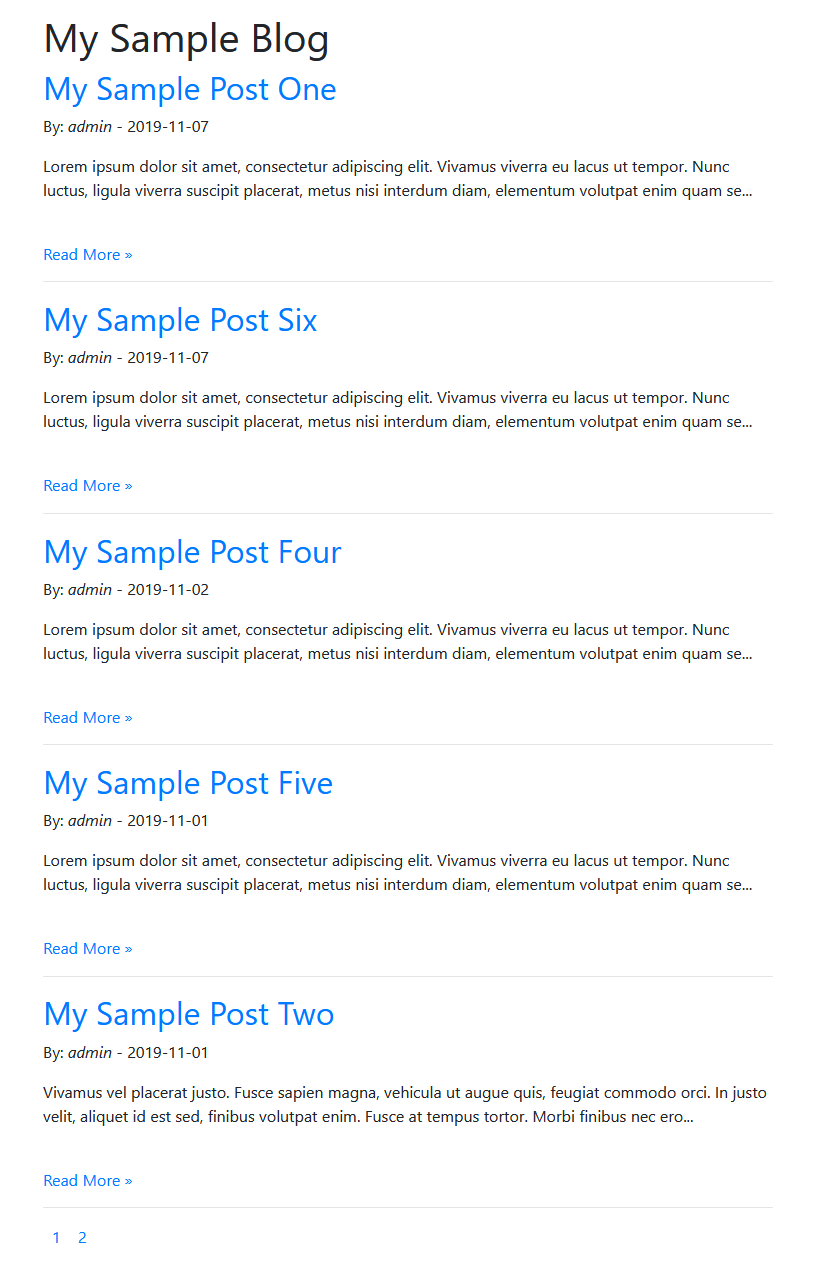 My Sample Blog
My Sample Post One
By: admin - 2019-11-07
Lorem ipsum dolor sit amet, consectetur adipiscing elit. Vivamus viverra eu lacus ut tempor. Nunc
luctus, ligula viverra suscipit placerat, metus nisi interdum diam, elementum volutpat enim quam se...
Read More »
My Sample Post Six
By: admin - 2019-11-07
Lorem ipsum dolor sit amet, consectetur adipiscing elit. Vivamus viverra eu lacus ut tempor. Nunc
luctus, ligula viverra suscipit placerat, metus nisi interdum diam, elementum volutpat enim quam se...
Read More »
My Sample Post Four
By: admin - 2019-11-02
Lorem ipsum dolor sit amet, consectetur adipiscing elit. Vivamus viverra eu lacus ut tempor. Nunc
luctus, ligula viverra suscipit placerat, metus nisi interdum diam, elementum volutpat enim quam se...
Read More »
My Sample Post Five
By: admin - 2019-11-01
Lorem ipsum dolor sit amet, consectetur adipiscing elit. Vivamus viverra eu lacus ut tempor. Nunc
luctus, ligula viverra suscipit placerat, metus nisi interdum diam, elementum volutpat enim quam se...
Read More »
My Sample Post Two
By: admin - 2019-11-01
Vivamus vel placerat justo. Fusce sapien magna, vehicula ut augue quis, feugiat commodo orci. In justo
velit, aliquet id est sed, finibus volutpat enim. Fusce at tempus tortor. Morbi finibus nec ero...
Read More »
1 2